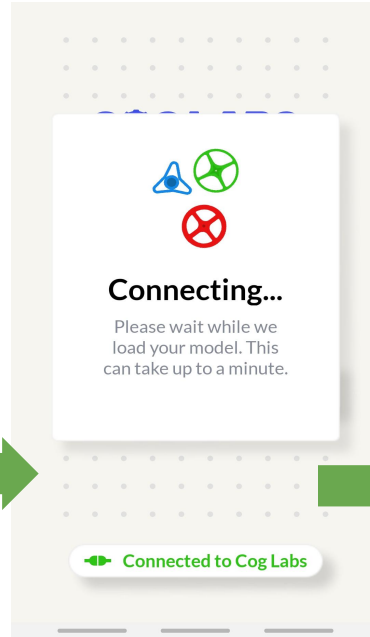 Connecting...
Please wait while we
load your model. This
can take up to a minute.
Connected to Cog Labs